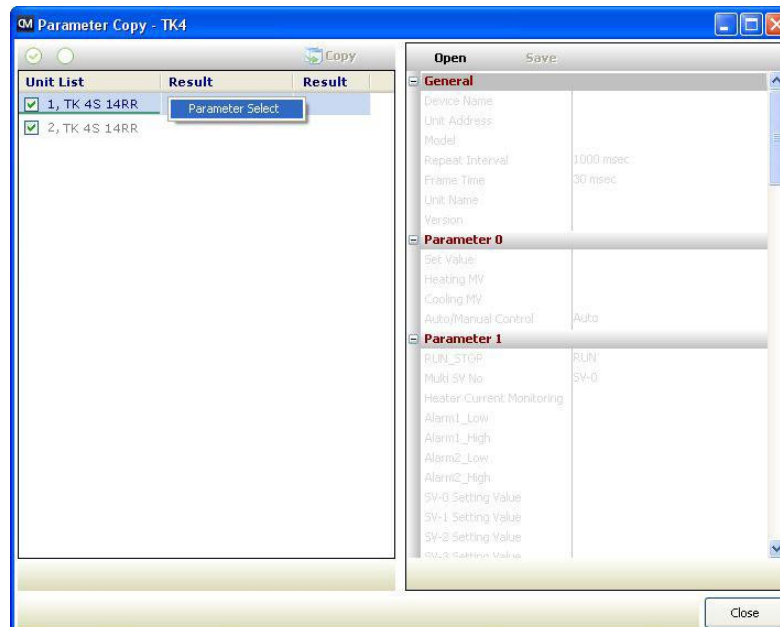 Parameter Copy - TK4
Copy
Unit List Result Result
1, TK 4S 14RR
Parameter Select
2, TK 4S 14RR
Open Save
General
Device Name
Unit Address
Model
Repeat Interval 1000 msec
Frame Time 30 msec
Unit Name
Version
Parameter 0
Set Value
Heating MV
Cooling MV
Auto/Manual Control Auto
Parameter 1
RUN_STOP RUN
Multi SV No SV-0
Heater Current Monitoring
Alarm1_Low
Alarm1_High
Alarm2_Low
Alarm2_High
SV-0 Setting Value
SV-1 Setting Value
SV-2 Setting Value
SV-3 Setting Value
Close